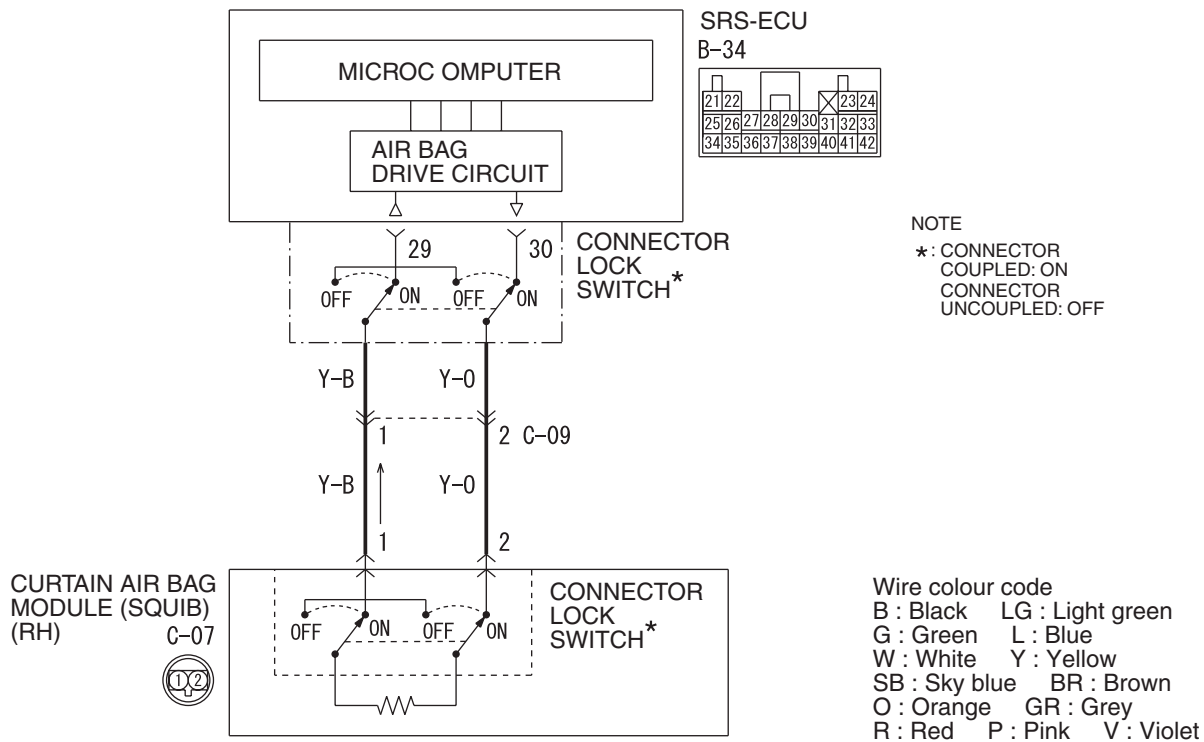 SRS-ECU
B-34
MICROC OMPUTER
21 22 23 24
25 26 27 28 29 30 31 32 33
34 35 36 37 38 39 40 41 42
AIR BAG
DRIVE CIRCUIT
29 30
CONNECTOR
LOCK
SWITCH*
OFF ON OFF ON
NOTE
*: CONNECTOR
COUPLED: ON
CONNECTOR
UNCOUPLED: OFF
Y-B Y-O
1 2 C-09
Y-B Y-O
1 2
CURTAIN AIR BAG
MODULE (SQUIB)
(RH)
C-07
1 2
OFF ON OFF ON
CONNECTOR
LOCK
SWITCH*
Wire colour code
B : Black LG : Light green
G : Green L : Blue
W : White Y : Yellow
SB : Sky blue BR : Brown
O : Orange GR : Grey
R : Red P : Pink V : Violet